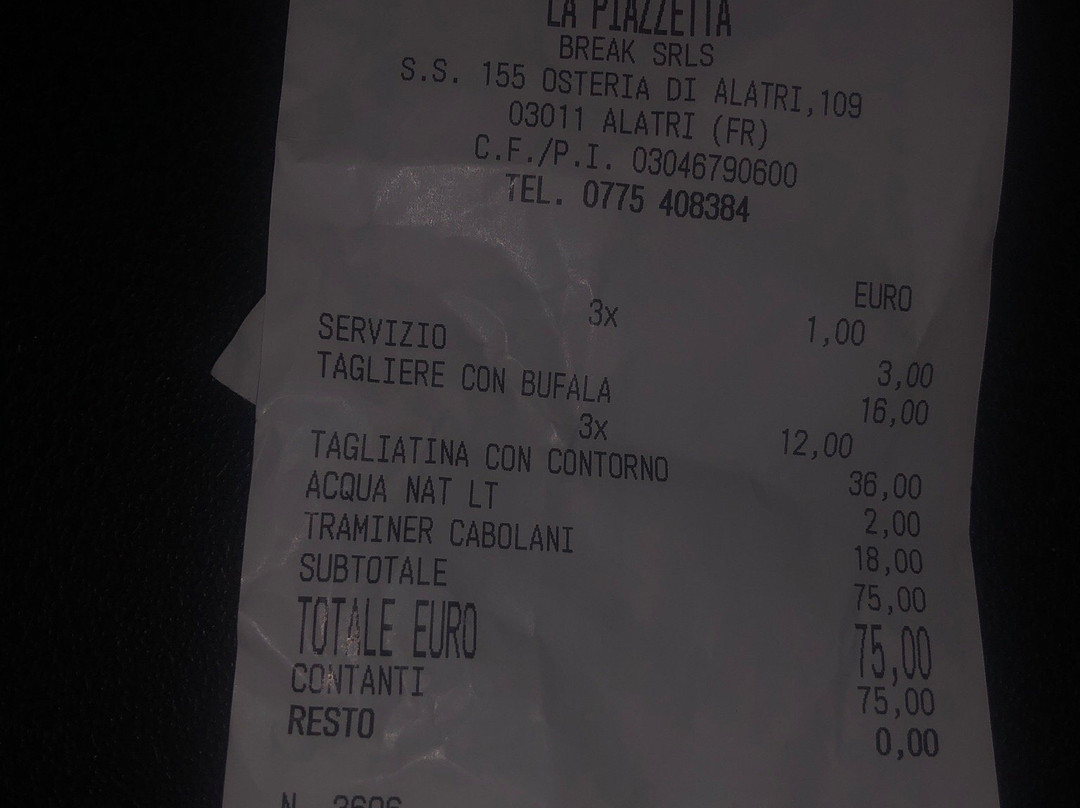 LA PIAZZETTA
BREAK SRLS
S.S. 155 OSTERIA DI ALATRI,109
03011 ALATRI (FR)
C.F./P.I. 03046790600
TEL. 0775 408384
EURO
3x 1,00
SERVIZIO 3,00
TAGLIERE CON BUFALA 16,00
3x 12,00
TAGLIATINA CON CONTORNO 36,00
ACQUA NAT LT 2,00
TRAMINER CABOLANI 18,00
SUBTOTALE 75,00
TOTALE EURO 75,00
CONTANTI 75,00
RESTO 0,00